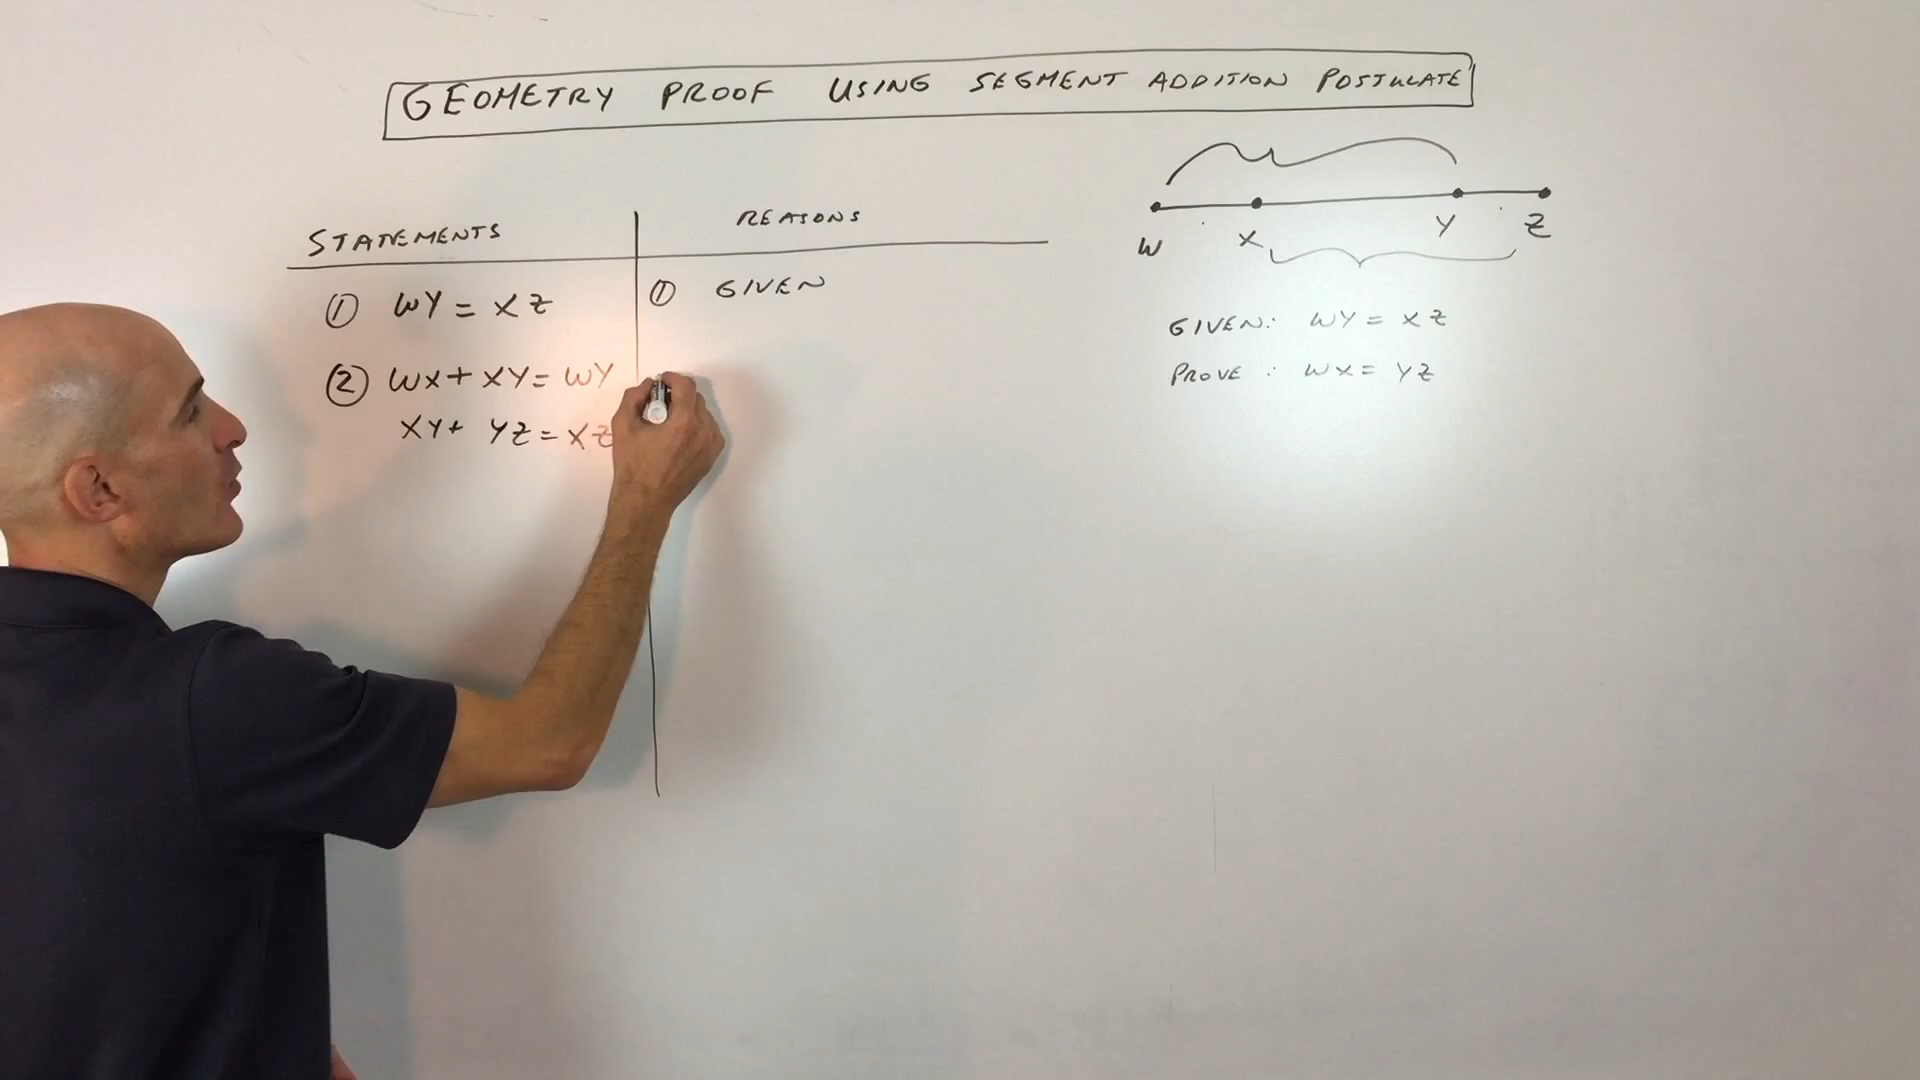 GEOMETRY PROOF USING SEGMENT ADDITION POSTULATE
STATEMENTS REASONS
① WY = XZ ① GIVEN
② WX + XY = WY
XY + YZ = XZ
W X Y Z
GIVEN: WY = XZ
PROVE: WX = YZ